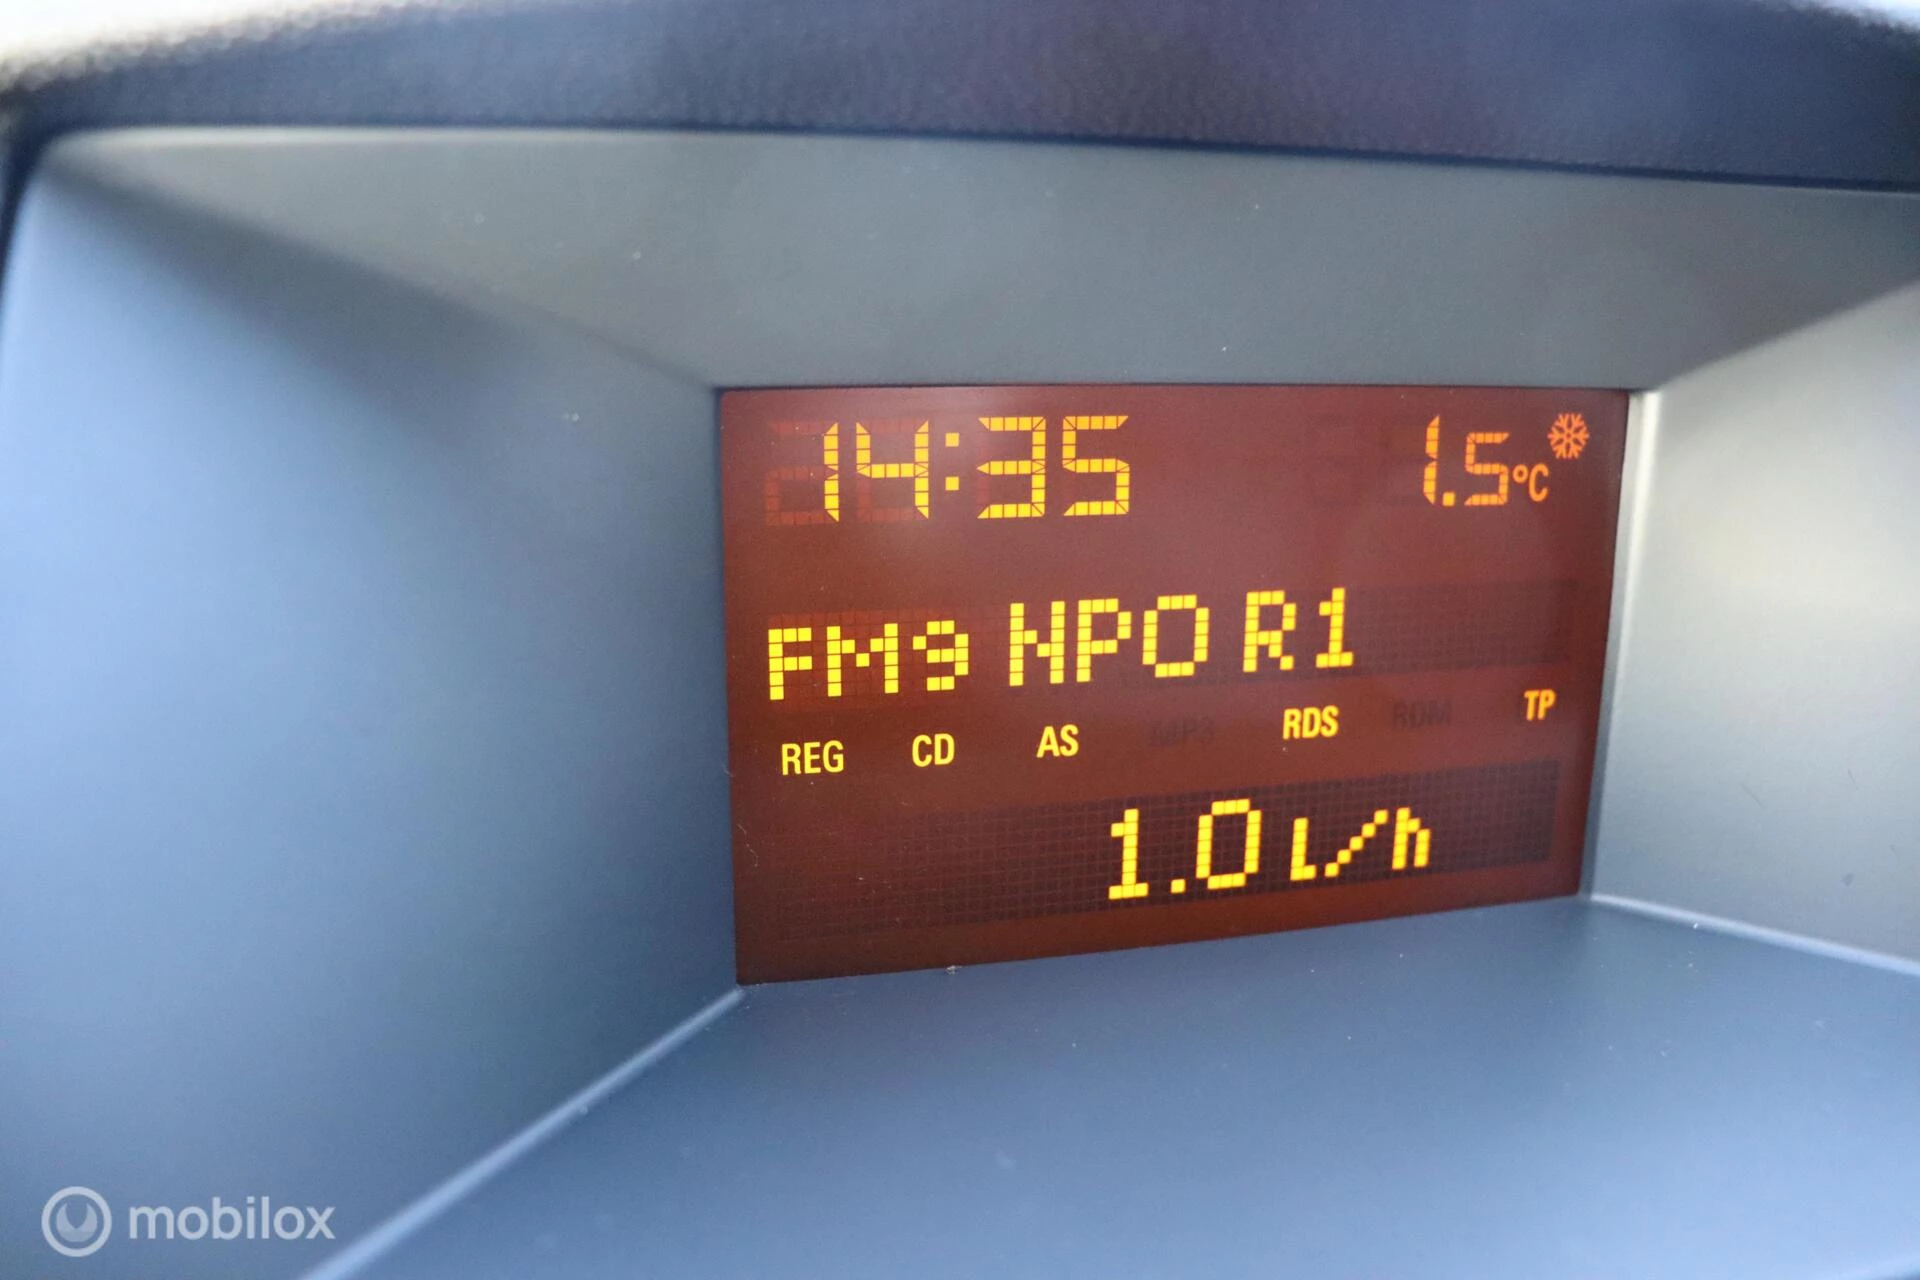 14:35 1.5°C
FM9 NPO R1
REG CD AS RDS TP
1.0 l/h
mobilox